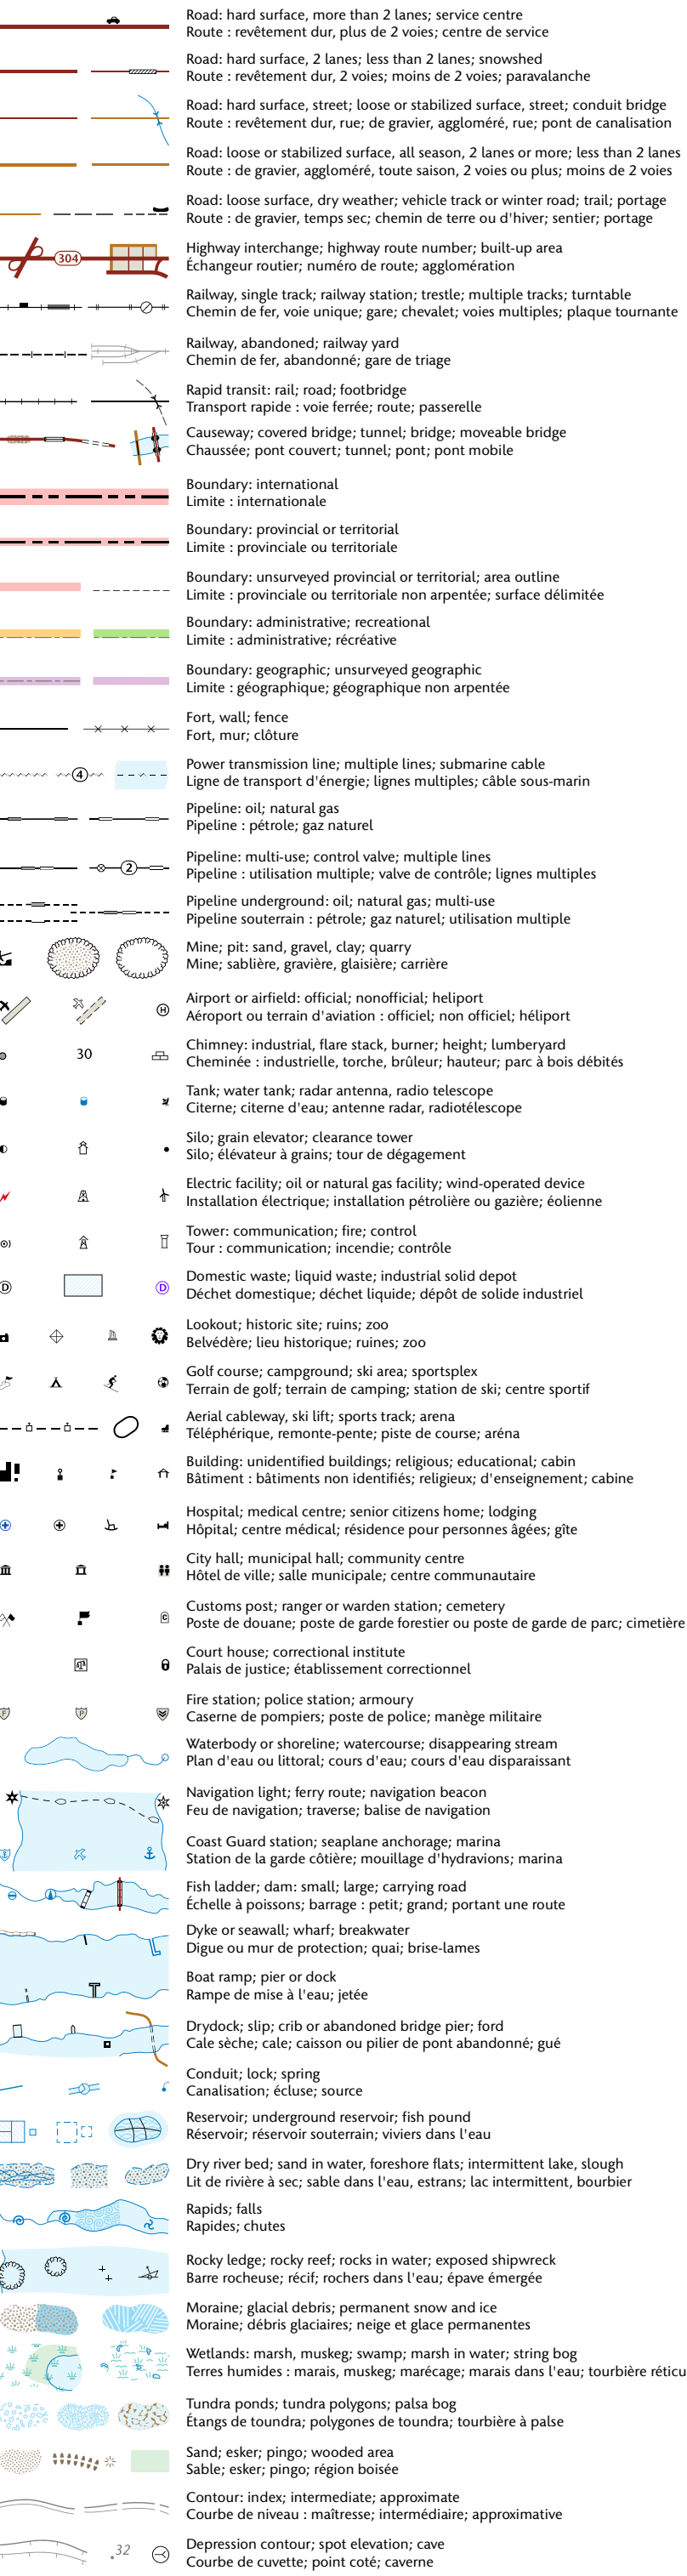 Road: hard surface, more than 2 lanes; service centre
Route : revêtement dur, plus de 2 voies; centre de service
Road: hard surface, 2 lanes; less than 2 lanes; snowshed
Route : revêtement dur, 2 voies; moins de 2 voies; paravalanche
Road: hard surface, street; loose or stabilized surface, street; conduit bridge
Route : revêtement dur, rue; de gravier, aggloméré, rue; pont de canalisation
Road: loose or stabilized surface, all season, 2 lanes or more; less than 2 lanes
Route : de gravier, aggloméré, toute saison, 2 voies ou plus; moins de 2 voies
Road: loose surface, dry weather; vehicle track or winter road; trail; portage
Route : de gravier, temps sec; chemin de terre ou d'hiver; sentier; portage
304
Highway interchange; highway route number; built-up area
Échangeur routier; numéro de route; agglomération
Railway, single track; railway station; trestle; multiple tracks; turntable
Chemin de fer, voie unique; gare; chevalet; voies multiples; plaque tournante
Railway, abandoned; railway yard
Chemin de fer, abandonné; gare de triage
Rapid transit: rail; road; footbridge
Transport rapide : voie ferrée; route; passerelle
Causeway; covered bridge; tunnel; bridge; moveable bridge
Chaussée; pont couvert; tunnel; pont; pont mobile
Boundary: international
Limite : internationale
Boundary: provincial or territorial
Limite : provinciale ou territoriale
Boundary: unsurveyed provincial or territorial; area outline
Limite : provinciale ou territoriale non arpentée; surface délimitée
Boundary: administrative; recreational
Limite : administrative; récréative
Boundary: geographic; unsurveyed geographic
Limite : géographique; géographique non arpentée
Fort, wall; fence
Fort, mur; clôture
4
Power transmission line; multiple lines; submarine cable
Ligne de transport d'énergie; lignes multiples; câble sous-marin
Pipeline: oil; natural gas
Pipeline : pétrole; gaz naturel
2
Pipeline: multi-use; control valve; multiple lines
Pipeline : utilisation multiple; valve de contrôle; lignes multiples
Pipeline underground: oil; natural gas; multi-use
Pipeline souterrain : pétrole; gaz naturel; utilisation multiple
Mine; pit: sand, gravel, clay; quarry
Mine; sablière, gravière, glaisière; carrière
H
Airport or airfield: official; nonofficial; heliport
Aéroport ou terrain d'aviation : officiel; non officiel; héliport
30
Chimney: industrial, flare stack, burner; height; lumberyard
Cheminée : industrielle, torche, brûleur; hauteur; parc à bois débités
Tank; water tank; radar antenna, radio telescope
Citerne; citerne d'eau; antenne radar, radiotélescope
Silo; grain elevator; clearance tower
Silo; élévateur à grains; tour de dégagement
Electric facility; oil or natural gas facility; wind-operated device
Installation électrique; installation pétrolière ou gazière; éolienne
Tower: communication; fire; control
Tour : communication; incendie; contrôle
D D
Domestic waste; liquid waste; industrial solid depot
Déchet domestique; déchet liquide; dépôt de solide industriel
Lookout; historic site; ruins; zoo
Belvédère; lieu historique; ruines; zoo
Golf course; campground; ski area; sportsplex
Terrain de golf; terrain de camping; station de ski; centre sportif
Aerial cableway, ski lift; sports track; arena
Téléphérique, remonte-pente; piste de course; aréna
Building: unidentified buildings; religious; educational; cabin
Bâtiment : bâtiments non identifiés; religieux; d'enseignement; cabine
Hospital; medical centre; senior citizens home; lodging
Hôpital; centre médical; résidence pour personnes âgées; gîte
City hall; municipal hall; community centre
Hôtel de ville; salle municipale; centre communautaire
C
Customs post; ranger or warden station; cemetery
Poste de douane; poste de garde forestier ou poste de garde de parc; cimetière
Court house; correctional institute
Palais de justice; établissement correctionnel
F P
Fire station; police station; armoury
Caserne de pompiers; poste de police; manège militaire
Waterbody or shoreline; watercourse; disappearing stream
Plan d'eau ou littoral; cours d'eau; cours d'eau disparaissant
Navigation light; ferry route; navigation beacon
Feu de navigation; traverse; balise de navigation
Coast Guard station; seaplane anchorage; marina
Station de la garde côtière; mouillage d'hydravions; marina
Fish ladder; dam: small; large; carrying road
Échelle à poissons; barrage : petit; grand; portant une route
Dyke or seawall; wharf; breakwater
Digue ou mur de protection; quai; brise-lames
Boat ramp; pier or dock
Rampe de mise à l'eau; jetée
Drydock; slip; crib or abandoned bridge pier; ford
Cale sèche; cale; caisson ou pilier de pont abandonné; gué
Conduit; lock; spring
Canalisation; écluse; source
Reservoir; underground reservoir; fish pound
Réservoir; réservoir souterrain; viviers dans l'eau
Dry river bed; sand in water, foreshore flats; intermittent lake, slough
Lit de rivière à sec; sable dans l'eau, estrans; lac intermittent, bourbier
Rapids; falls
Rapides; chutes
Rocky ledge; rocky reef; rocks in water; exposed shipwreck
Barre rocheuse; récif; rochers dans l'eau; épave émergée
Moraine; glacial debris; permanent snow and ice
Moraine; débris glaciaires; neige et glace permanentes
Wetlands: marsh, muskeg; swamp; marsh in water; string bog
Terres humides : marais, muskeg; marécage; marais dans l'eau; tourbière réticu
Tundra ponds; tundra polygons; palsa bog
Étangs de toundra; polygones de toundra; tourbière à palse
Sand; esker; pingo; wooded area
Sable; esker; pingo; région boisée
Contour: index; intermediate; approximate
Courbe de niveau : maîtresse; intermédiaire; approximative
.32
Depression contour; spot elevation; cave
Courbe de cuvette; point coté; caverne